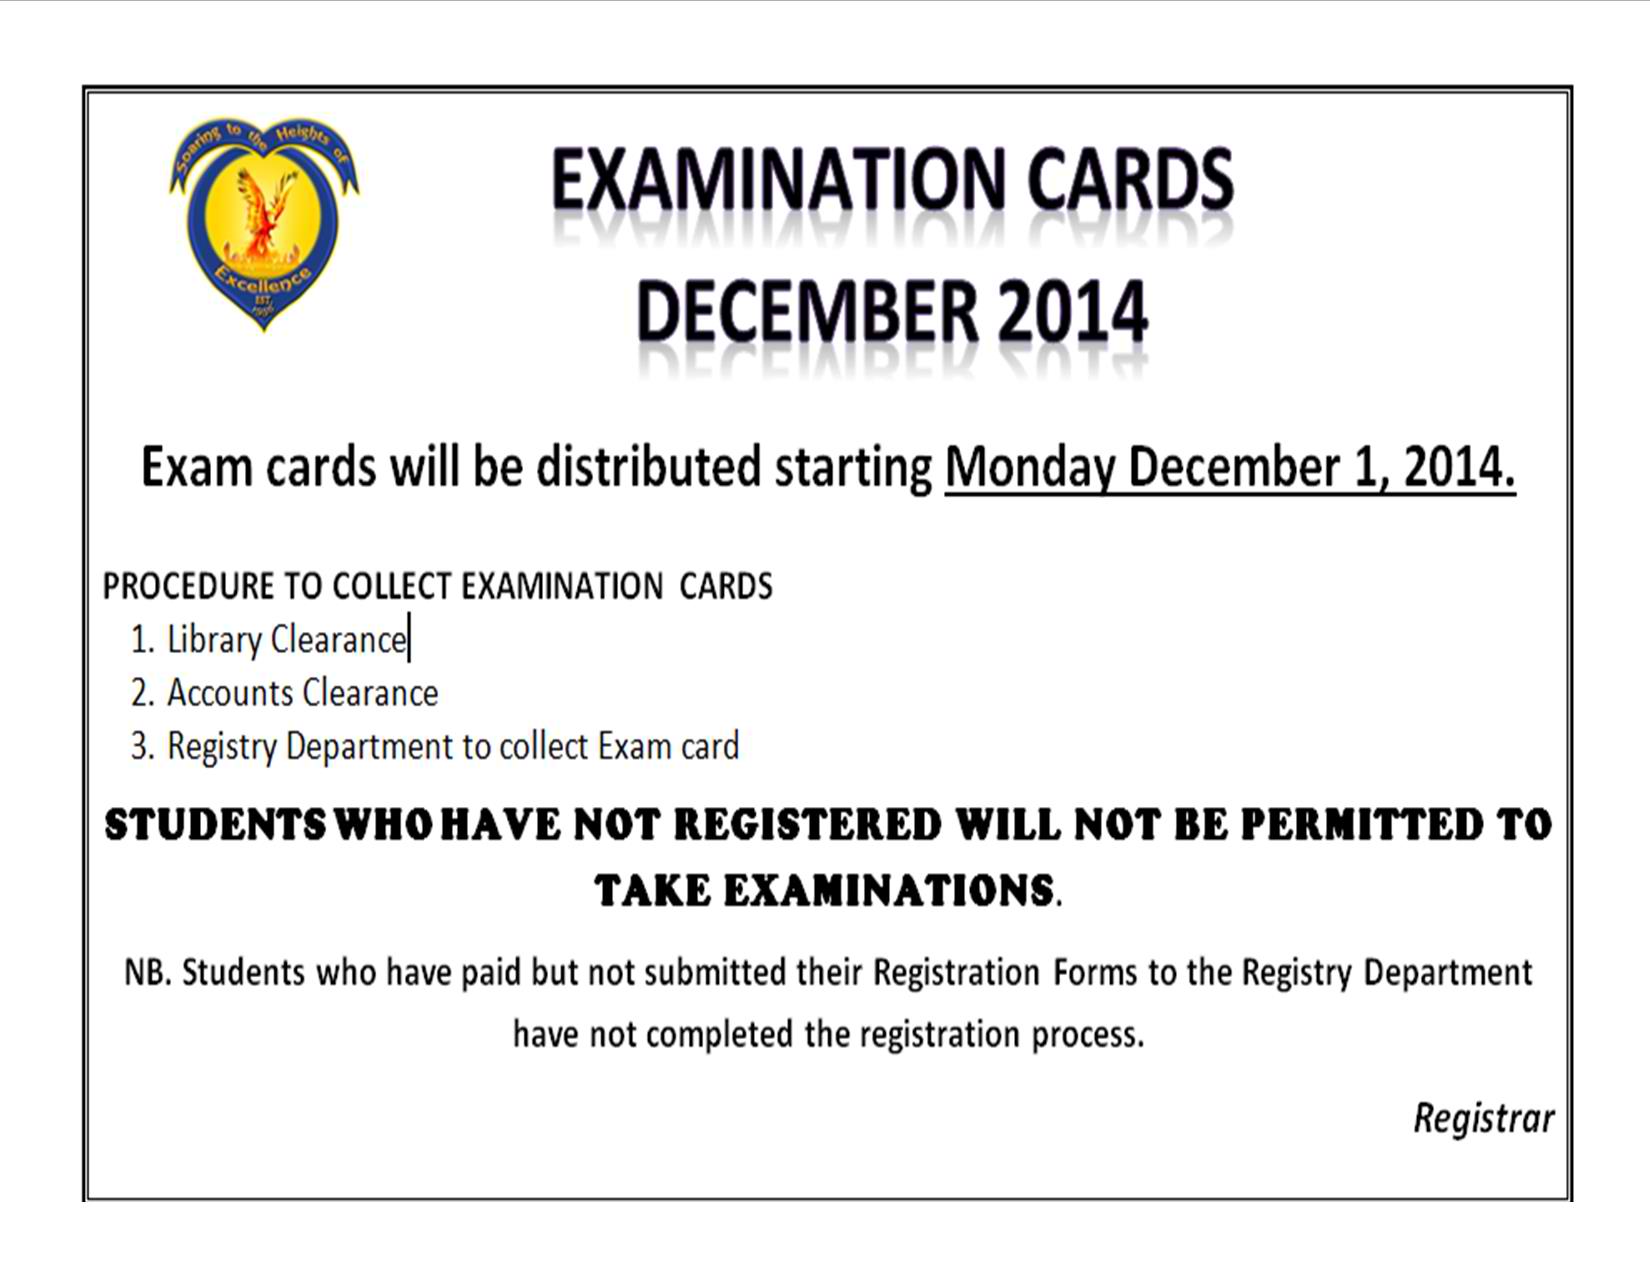 Soaring to the Heights of
Excellence
EST.
EXAMINATION CARDS
DECEMBER 2014
Exam cards will be distributed starting Monday December 1, 2014.
PROCEDURE TO COLLECT EXAMINATION CARDS
1. Library Clearance
2. Accounts Clearance
3. Registry Department to collect Exam card
STUDENTS WHO HAVE NOT REGISTERED WILL NOT BE PERMITTED TO
TAKE EXAMINATIONS.
NB. Students who have paid but not submitted their Registration Forms to the Registry Department
have not completed the registration process.
Registrar